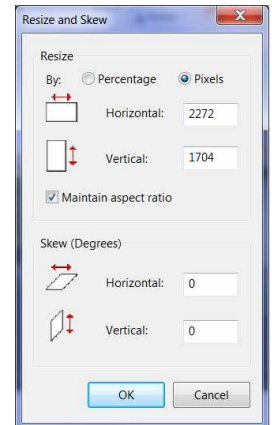 Resize and Skew
Resize
By: Percentage Pixels
Horizontal: 2272
Vertical: 1704
Maintain aspect ratio
Skew (Degrees)
Horizontal: 0
Vertical: 0
OK Cancel